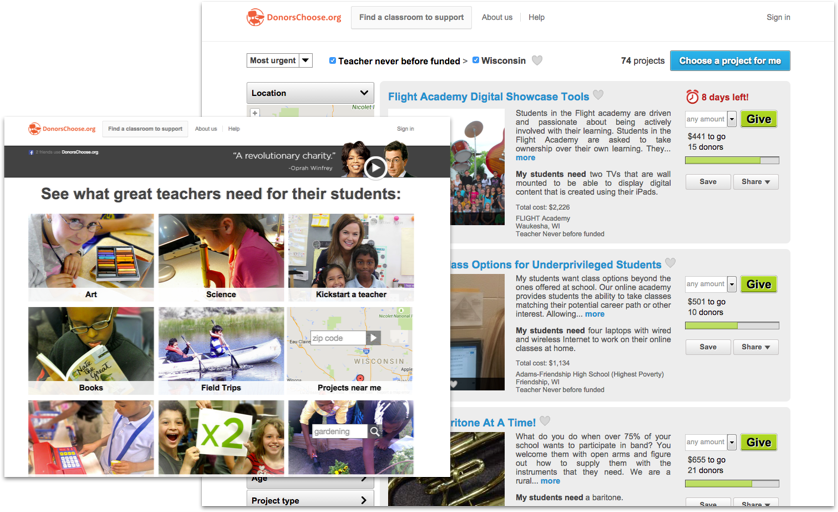 DonorsChoose.org
Find a classroom to support
About us
Help
Sign in
Most urgent
Teacher never before funded >
Wisconsin
74 projects
Choose a project for me
Location
Nicolet
Flight Academy Digital Showcase Tools
8 days left!
Students in the Flight academy are driven
and passionate about being actively
involved with their learning. Students in the
Flight Academy are asked to take
ownership over their own learning. They...
more
My students need two TVs that are wall
mounted to be able to display digital
content that is created using their iPads.
Total cost: $2,226
FLIGHT Academy
Waukesha, WI
Teacher Never before funded
any amount
Give
$441 to go
15 donors
Save
Share
ass Options for Underprivileged Students
My students want class options beyond the
ones offered at school. Our online academy
provides students the ability to take classes
matching their potential career path or other
interest. Allowing... more
My students need four laptops with wired
and wireless Internet to work on their online
classes at home.
Total cost: $1,134
Adams-Friendship High School (Highest Poverty)
Friendship, WI
Teacher Never before funded
any amount
Give
$501 to go
10 donors
Save
Share
aritone At A Time!
What do you do when over 75% of your
school wants to participate in band? You
welcome them with open arms and figure
out how to supply them with the
instruments that they need. We are a
rural... more
My students need a baritone.
any amount
Give
$655 to go
21 donors
Save
Share
Age
Project type
DonorsChoose.org
Find a classroom to support
About us
Help
Sign in
friends use DonorsChoose.org
"A revolutionary charity."
-Oprah Winfrey
See what great teachers need for their students:
Art
Science
Kickstart a teacher
Books
Field Trips
zip code
WISCONSIN
Projects near me
x2
gardening